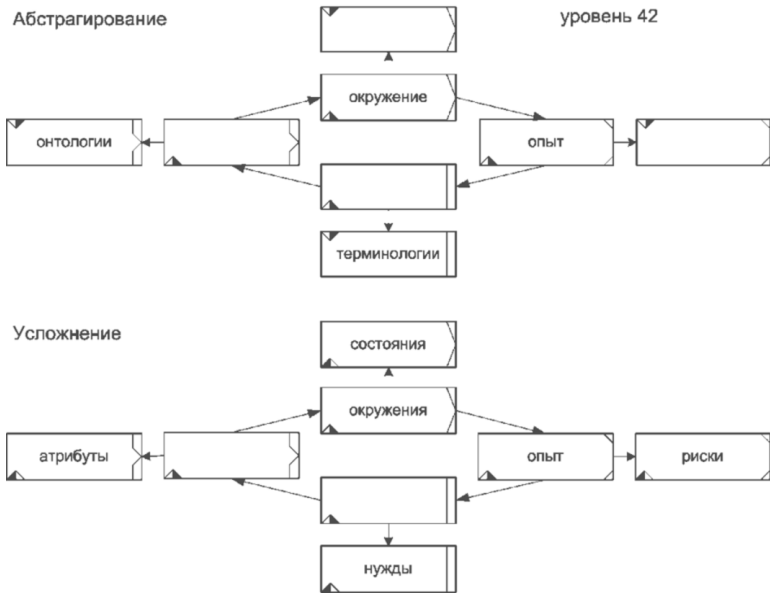 Абстрагирование
уровень 42
окружение
онтологии
опыт
терминологии
Усложнение
состояния
окружения
атрибуты
опыт
риски
нужды